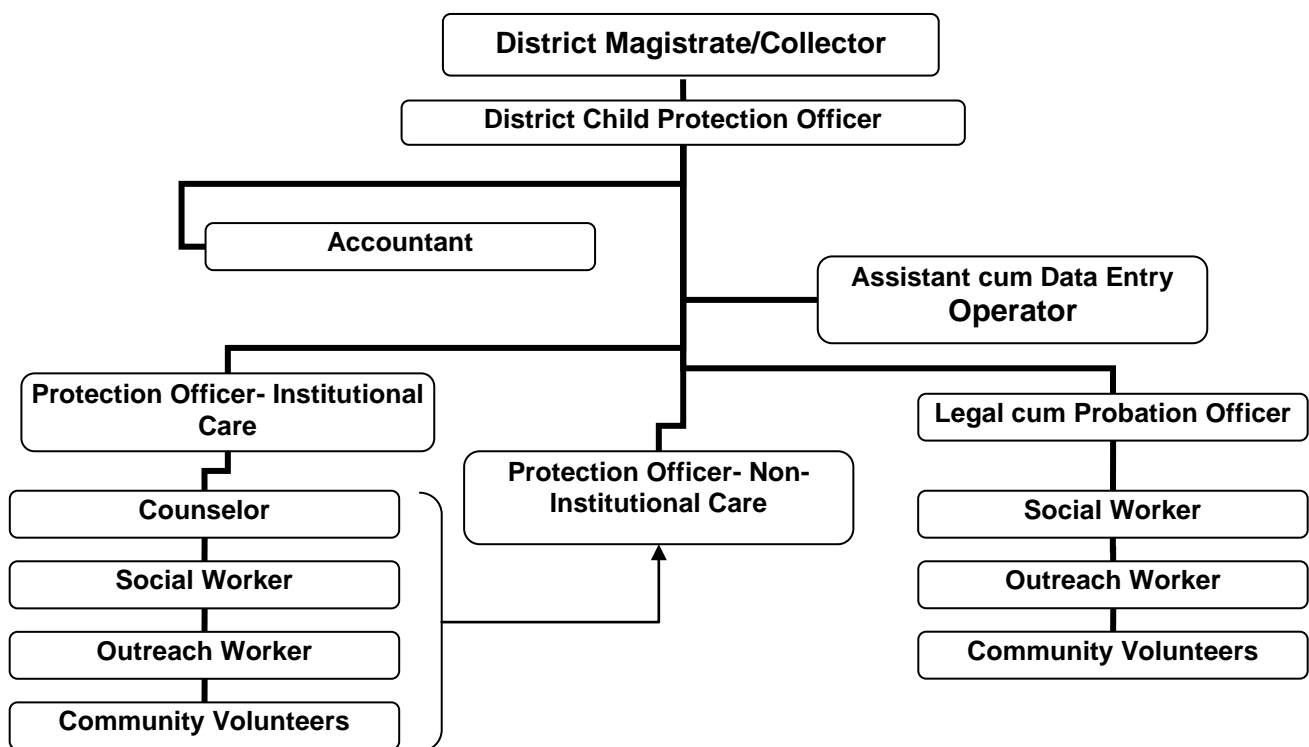 District Magistrate/Collector
District Child Protection Officer
Accountant
Assistant cum Data Entry
Operator
Protection Officer- Institutional
Care
Legal cum Probation Officer
Protection Officer- Non-
Institutional Care
Counselor
Social Worker
Outreach Worker
Community Volunteers
Social Worker
Outreach Worker
Community Volunteers